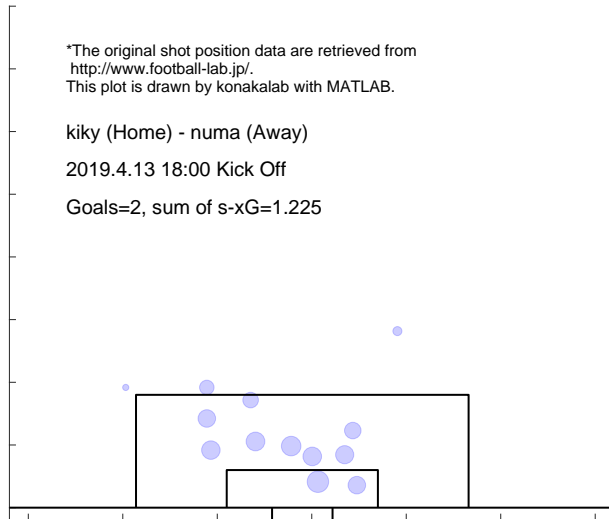 *The original shot position data are retrieved from
http://www.football-lab.jp/.
This plot is drawn by konakalab with MATLAB.
kiky (Home) - numa (Away)
2019.4.13 18:00 Kick Off
Goals=2, sum of s-xG=1.225